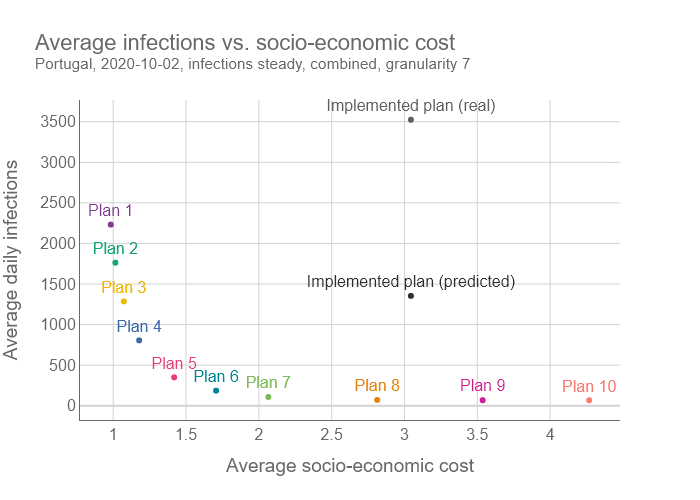 Average infections vs. socio-economic cost
Portugal, 2020-10-02, infections steady, combined, granularity 7
Implemented plan (real)
3500
3000
2500
Plan 1
2000
Plan 2
1500
Plan 3
Implemented plan (predicted)
1000
Plan 4
500
Plan 5
Plan 6
Plan 7
Plan 8
Plan 9
Plan 10
0
1
1.5
2
2.5
3
3.5
4
Average daily infections
Average socio-economic cost